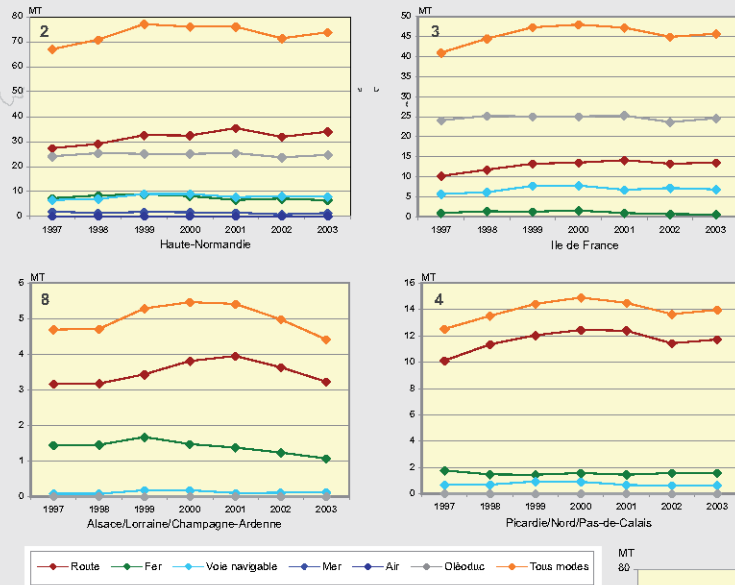 MT
80
70
60
50
40
30
20
10
0
2
1997 1998 1999 2000 2001 2002 2003
Haute-Normandie
MT
50
45
40
35
30
25
20
15
10
5
0
3
1997 1998 1999 2000 2001 2002 2003
Ile de France
MT
6
5
4
3
2
1
0
8
1997 1998 1999 2000 2001 2002 2003
Alsace/Lorraine/Champagne-Ardenne
MT
16
14
12
10
8
6
4
2
0
4
1997 1998 1999 2000 2001 2002 2003
Picardie/Nord/Pas-de-Calais
Route Fer Voie navigable Mer Air Oléoduc Tous modes
MT
80